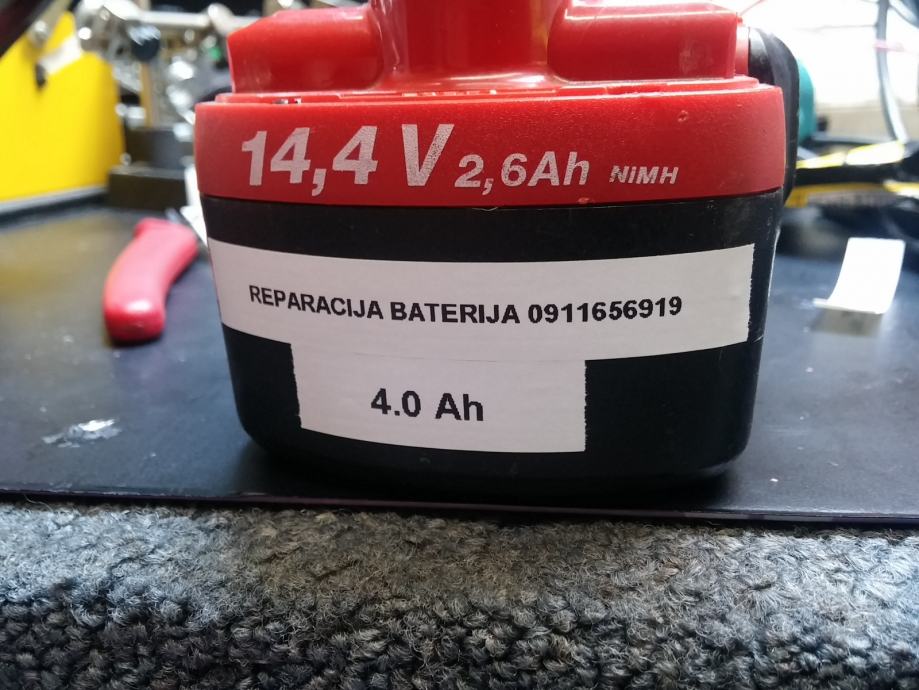 14,4 V 2,6Ah NiMH
REPARACIJA BATERIJA 0911656919
4.0 Ah